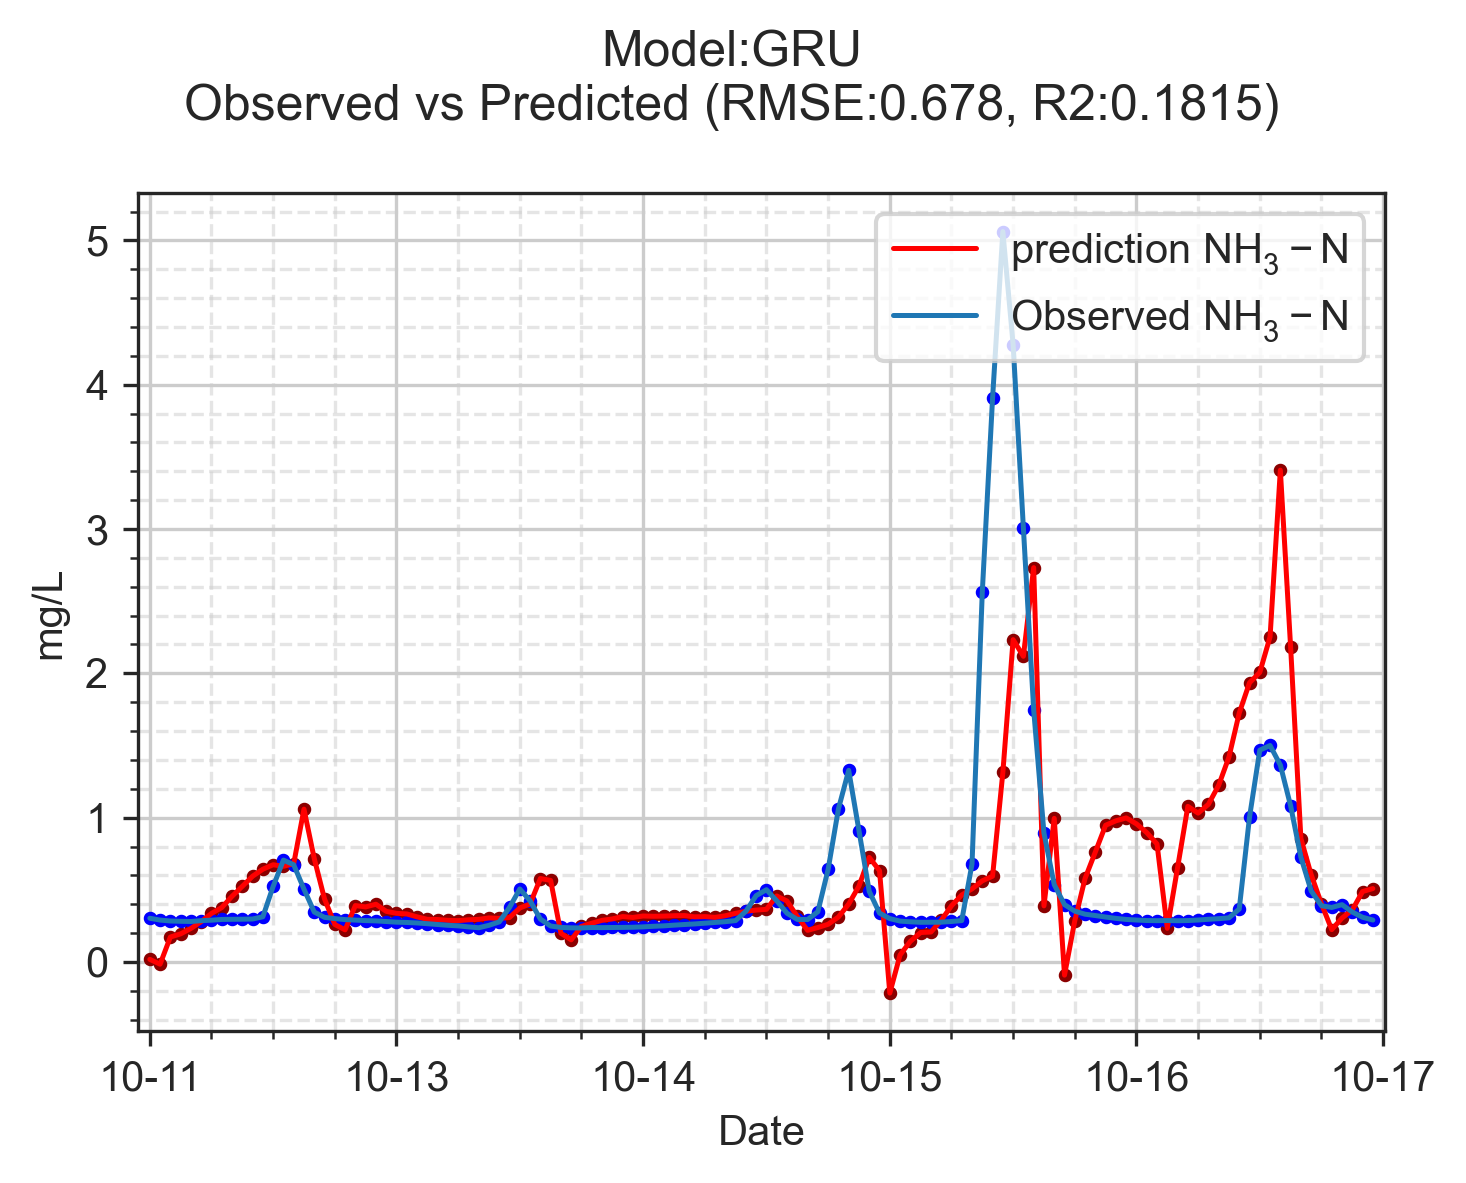 Model:GRU
Observed vs Predicted (RMSE:0.678, R2:0.1815)
prediction NH₃ − N
Observed NH₃ − N
5
4
3
2
1
0
mg/L
10-11 10-13 10-14 10-15 10-16 10-17
Date